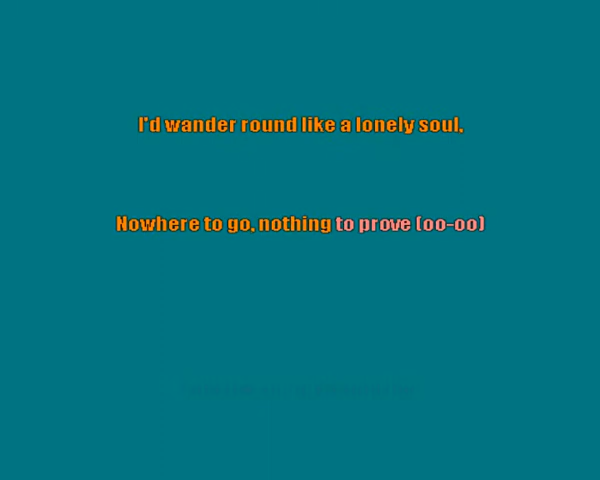 I'd wander round like a lonely soul,
Nowhere to go, nothing to prove (oo-oo)